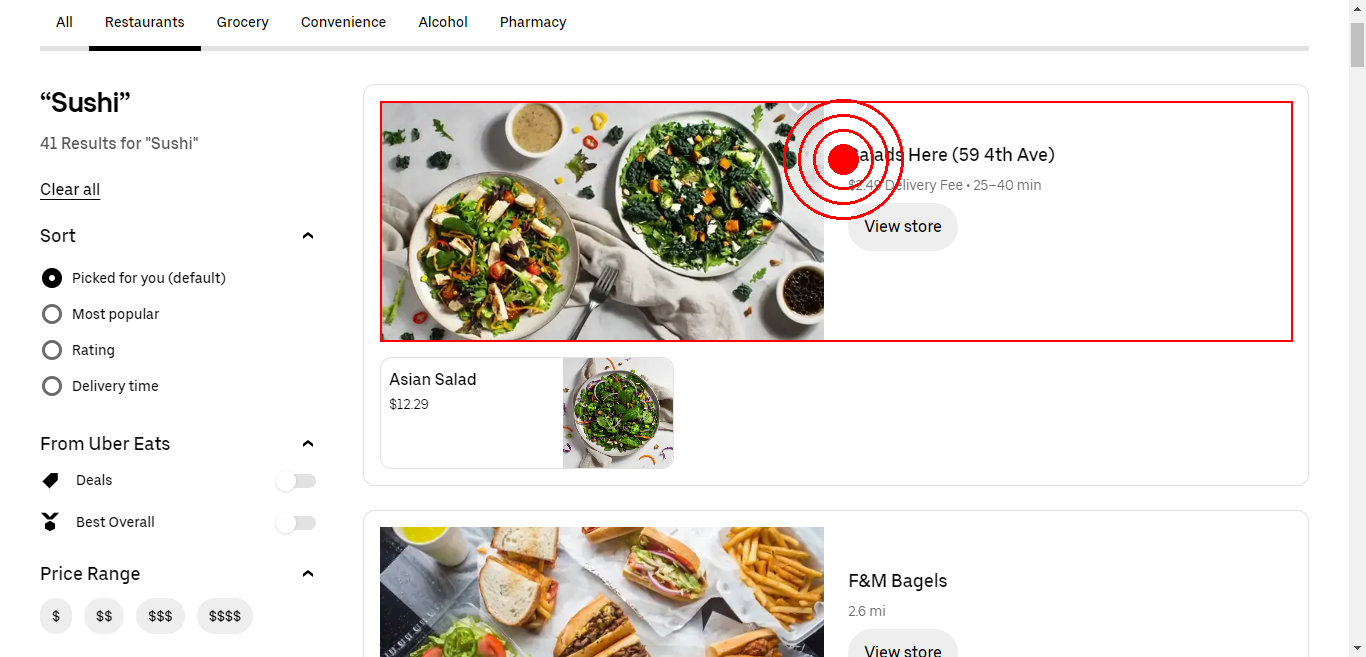 All Restaurants Grocery Convenience Alcohol Pharmacy
“Sushi”
41 Results for "Sushi"
Clear all
Sort
Picked for you (default)
Most popular
Rating
Delivery time
From Uber Eats
Deals
Best Overall
Price Range
$ $$ $$$ $$$$
Salads Here (59 4th Ave)
$2.49 Delivery Fee • 25–40 min
View store
Asian Salad
$12.29
F&M Bagels
2.6 mi
View store